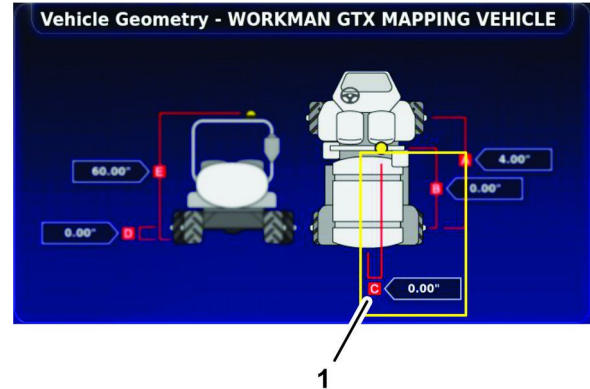 Vehicle Geometry - WORKMAN GTX MAPPING VEHICLE
60.00" E
A 4.00"
B 0.00"
0.00" D
C 0.00"
1